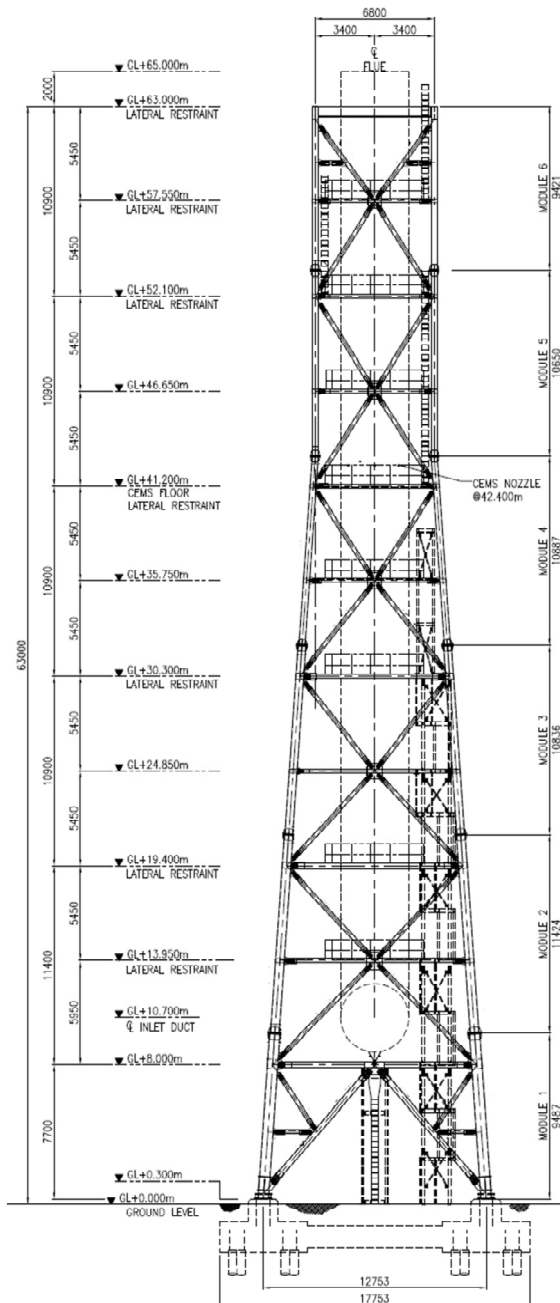 6800
3400
3400
℄
FLUE
GL+65.000m
2000
GL+63.000m
LATERAL RESTRAINT
5450
10900
GL+57.550m
LATERAL RESTRAINT
5450
GL+52.100m
LATERAL RESTRAINT
5450
10900
GL+46.650m
5450
GL+41.200m
CEMS FLOOR
LATERAL RESTRAINT
CEMS NOZZLE
@42.400m
5450
10900
GL+35.750m
5450
63000
GL+30.300m
LATERAL RESTRAINT
5450
10900
GL+24.850m
5450
GL+19.400m
LATERAL RESTRAINT
5450
11400
GL+13.950m
LATERAL RESTRAINT
5950
GL+10.700m
℄ INLET DUCT
GL+8.000m
7700
GL+0.300m
GL+0.000m
GROUND LEVEL
MODULE 6
9421
MODULE 5
10650
MODULE 4
10887
MODULE 3
10836
MODULE 2
11424
MODULE 1
9487
12753
17753